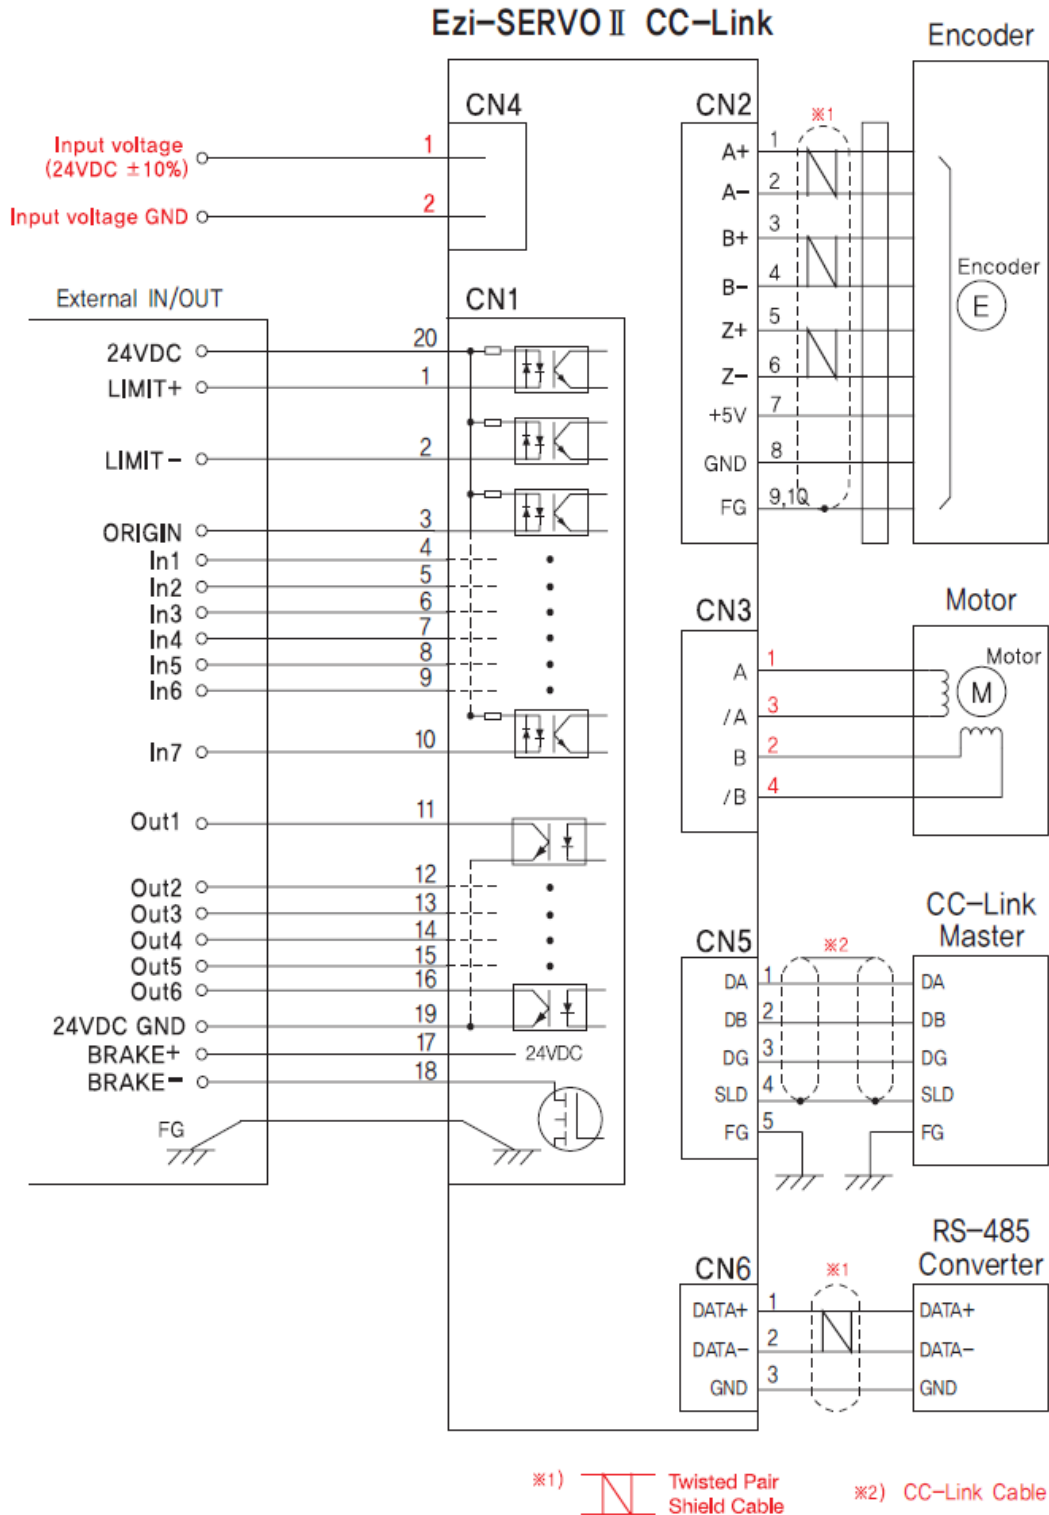 Ezi-SERVOⅡ CC-Link
CN4
Input voltage
(24VDC ±10%)
1
Input voltage GND
2
External IN/OUT
CN1
24VDC
20
LIMIT+
1
LIMIT-
2
ORIGIN
3
In1
4
In2
5
In3
6
In4
7
In5
8
In6
9
In7
10
Out1
11
Out2
12
Out3
13
Out4
14
Out5
15
Out6
16
24VDC GND
19
BRAKE+
17
24VDC
BRAKE-
18
FG
Encoder
CN2
※1
A+
1
A-
2
B+
3
B-
4
Z+
5
Z-
6
+5V
7
GND
8
FG
9,10
Encoder
E
Motor
CN3
A
1
/A
3
B
2
/B
4
Motor
M
CC-Link
Master
CN5
※2
DA
1
DA
DB
2
DB
DG
3
DG
SLD
4
SLD
FG
5
FG
RS-485
Converter
CN6
※1
DATA+
1
DATA+
DATA-
2
DATA-
GND
3
GND
※1)
Twisted Pair
Shield Cable
※2) CC-Link Cable